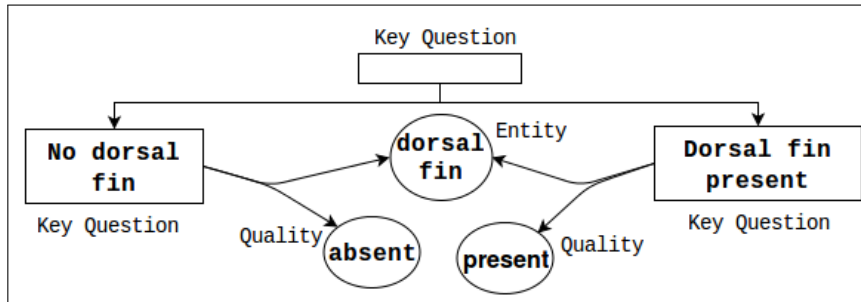 Key Question
No dorsal
fin
Key Question
dorsal
fin
Entity
Dorsal fin
present
Key Question
Quality
absent
present
Quality